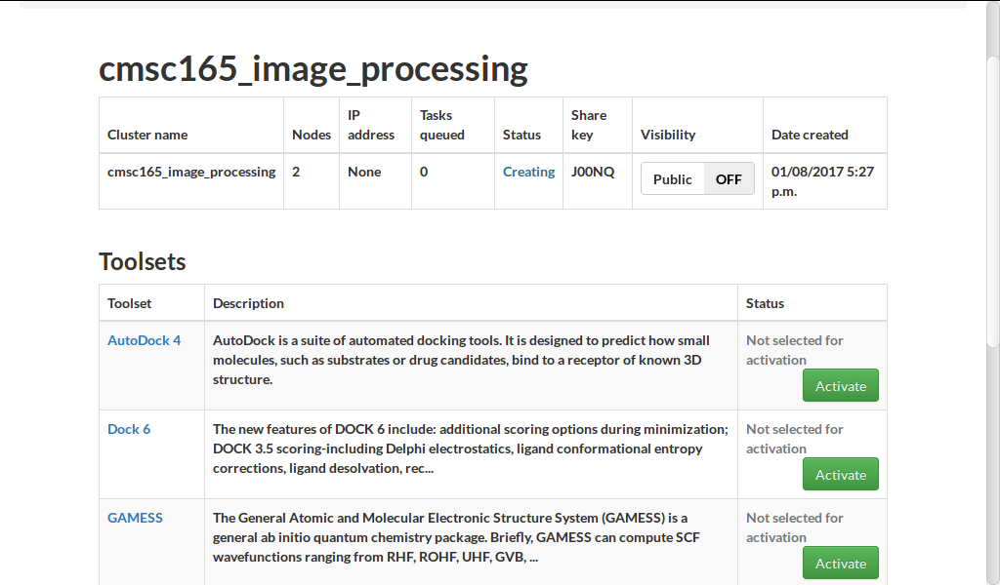 cmsc165_image_processing
Cluster name Nodes IP address Tasks queued Status Share key Visibility Date created
cmsc165_image_processing 2 None 0 Creating J00NQ Public OFF 01/08/2017 5:27 p.m.
Toolsets
Toolset Description Status
AutoDock 4 AutoDock is a suite of automated docking tools. It is designed to predict how small
molecules, such as substrates or drug candidates, bind to a receptor of known 3D
structure.
Not selected for
activation
Activate
Dock 6 The new features of DOCK 6 include: additional scoring options during minimization;
DOCK 3.5 scoring-including Delphi electrostatics, ligand conformational entropy
corrections, ligand desolvation, rec...
Not selected for
activation
Activate
GAMESS The General Atomic and Molecular Electronic Structure System (GAMESS) is a
general ab initio quantum chemistry package. Briefly, GAMESS can compute SCF
wavefunctions ranging from RHF, ROHF, UHF, GVB, ...
Not selected for
activation
Activate